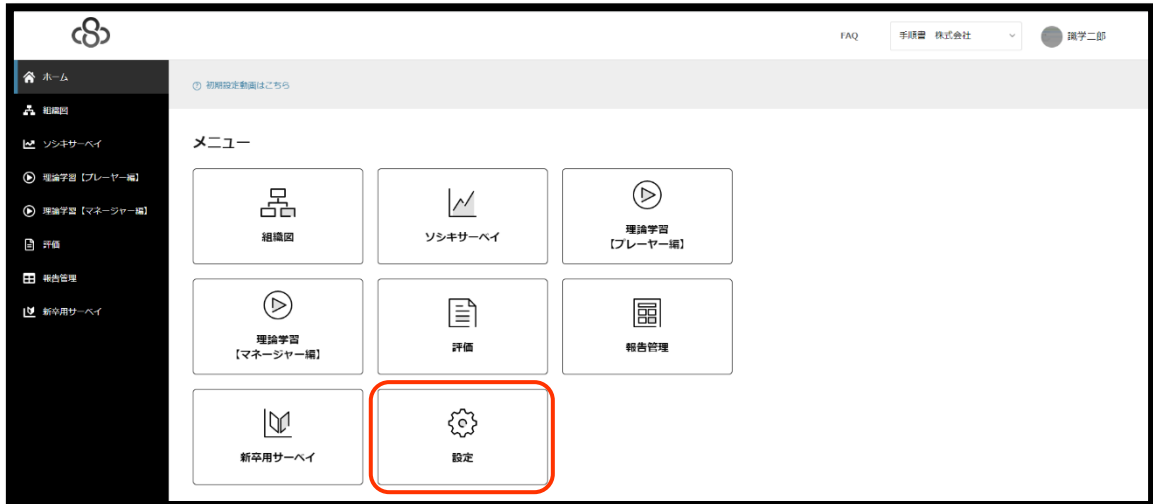 FAQ
手順書 株式会社
識学二郎
ホーム
組織図
ソシキサーベイ
理論学習【プレーヤー編】
理論学習【マネージャー編】
評価
報告管理
新卒用サーベイ
初期設定動画はこちら
メニュー
組織図
ソシキサーベイ
理論学習
【プレーヤー編】
理論学習
【マネージャー編】
評価
報告管理
新卒用サーベイ
設定